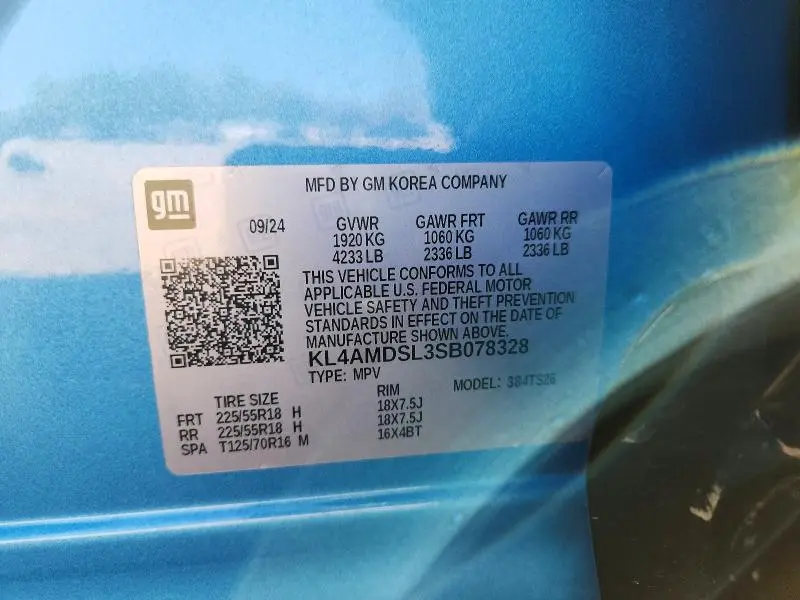 gm
MFD BY GM KOREA COMPANY
09/24 GVWR GAWR FRT GAWR RR
1920 KG 1060 KG 1060 KG
4233 LB 2336 LB 2336 LB
THIS VEHICLE CONFORMS TO ALL
APPLICABLE U.S. FEDERAL MOTOR
VEHICLE SAFETY AND THEFT PREVENTION
STANDARDS IN EFFECT ON THE DATE OF
MANUFACTURE SHOWN ABOVE.
KL4AMDSL3SB078328
TYPE: MPV MODEL: 384TS26
TIRE SIZE RIM
FRT 225/55R18 H 18X7.5J
RR 225/55R18 H 18X7.5J
SPA T125/70R16 M 16X4BT